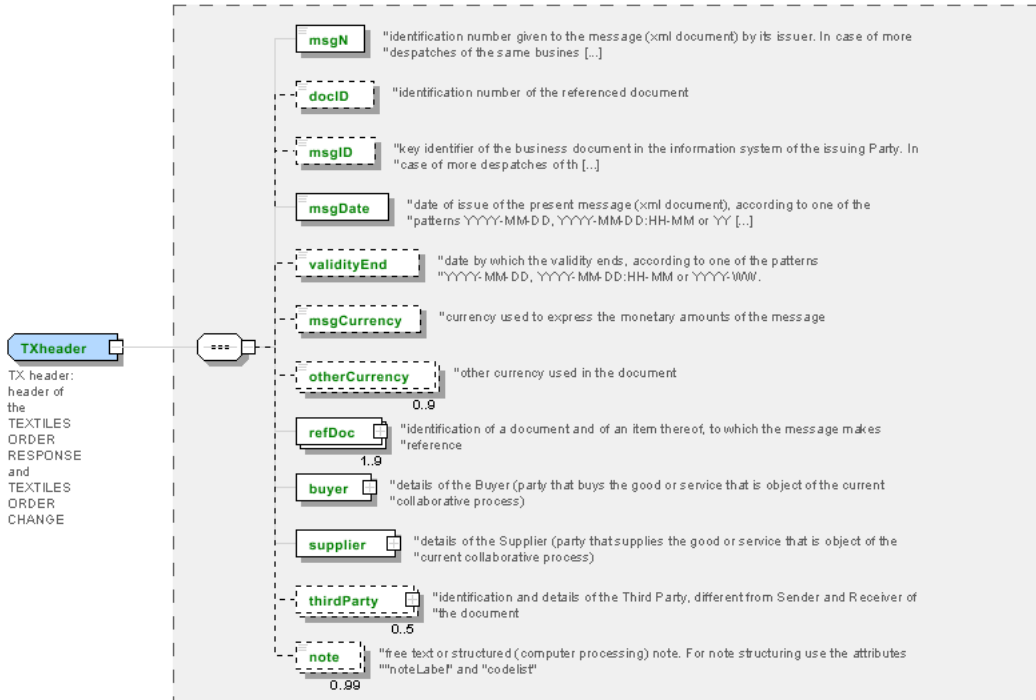 msgN
"identification number given to the message (xml document) by its issuer. In case of more
"despatches of the same busines [...]
docID
"identification number of the referenced document
msgID
"key identifier of the business document in the information system of the issuing Party. In
"case of more despatches of th [...]
msgDate
"date of issue of the present message (xml document), according to one of the
"patterns YYYY-MM-DD, YYYY-MM-DD:HH-MM or YY [...]
validityEnd
"date by which the validity ends, according to one of the patterns
"YYYY-MM-DD, YYYY-MM-DD:HH-MM or YYYY-WW.
msgCurrency
"currency used to express the monetary amounts of the message
TXheader
TX header:
header of
the
TEXTILES
ORDER
RESPONSE
and
TEXTILES
ORDER
CHANGE
otherCurrency
"other currency used in the document
0..9
refDoc
"identification of a document and of an item thereof, to which the message makes
"reference
1..9
buyer
"details of the Buyer (party that buys the good or service that is object of the current
"collaborative process)
supplier
"details of the Supplier (party that supplies the good or service that is object of the
"current collaborative process)
thirdParty
"identification and details of the Third Party, different from Sender and Receiver of
"the document
0..5
note
"free text or structured (computer processing) note. For note structuring use the attributes
""noteLabel" and "codelist"
0..99